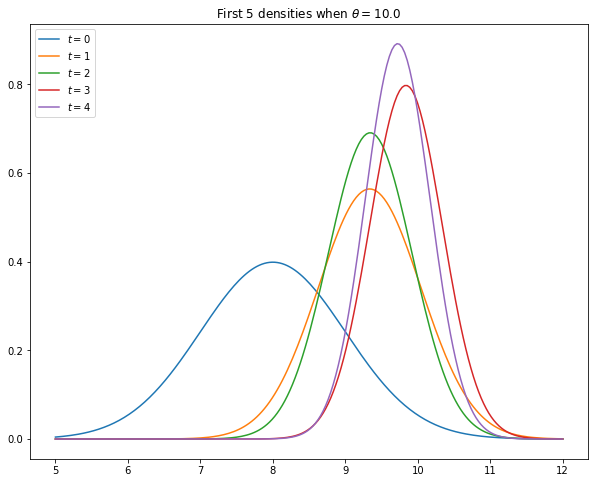 First 5 densities when θ = 10.0
t = 0
t = 1
t = 2
t = 3
t = 4
0.8
0.6
0.4
0.2
0.0
5 6 7 8 9 10 11 12